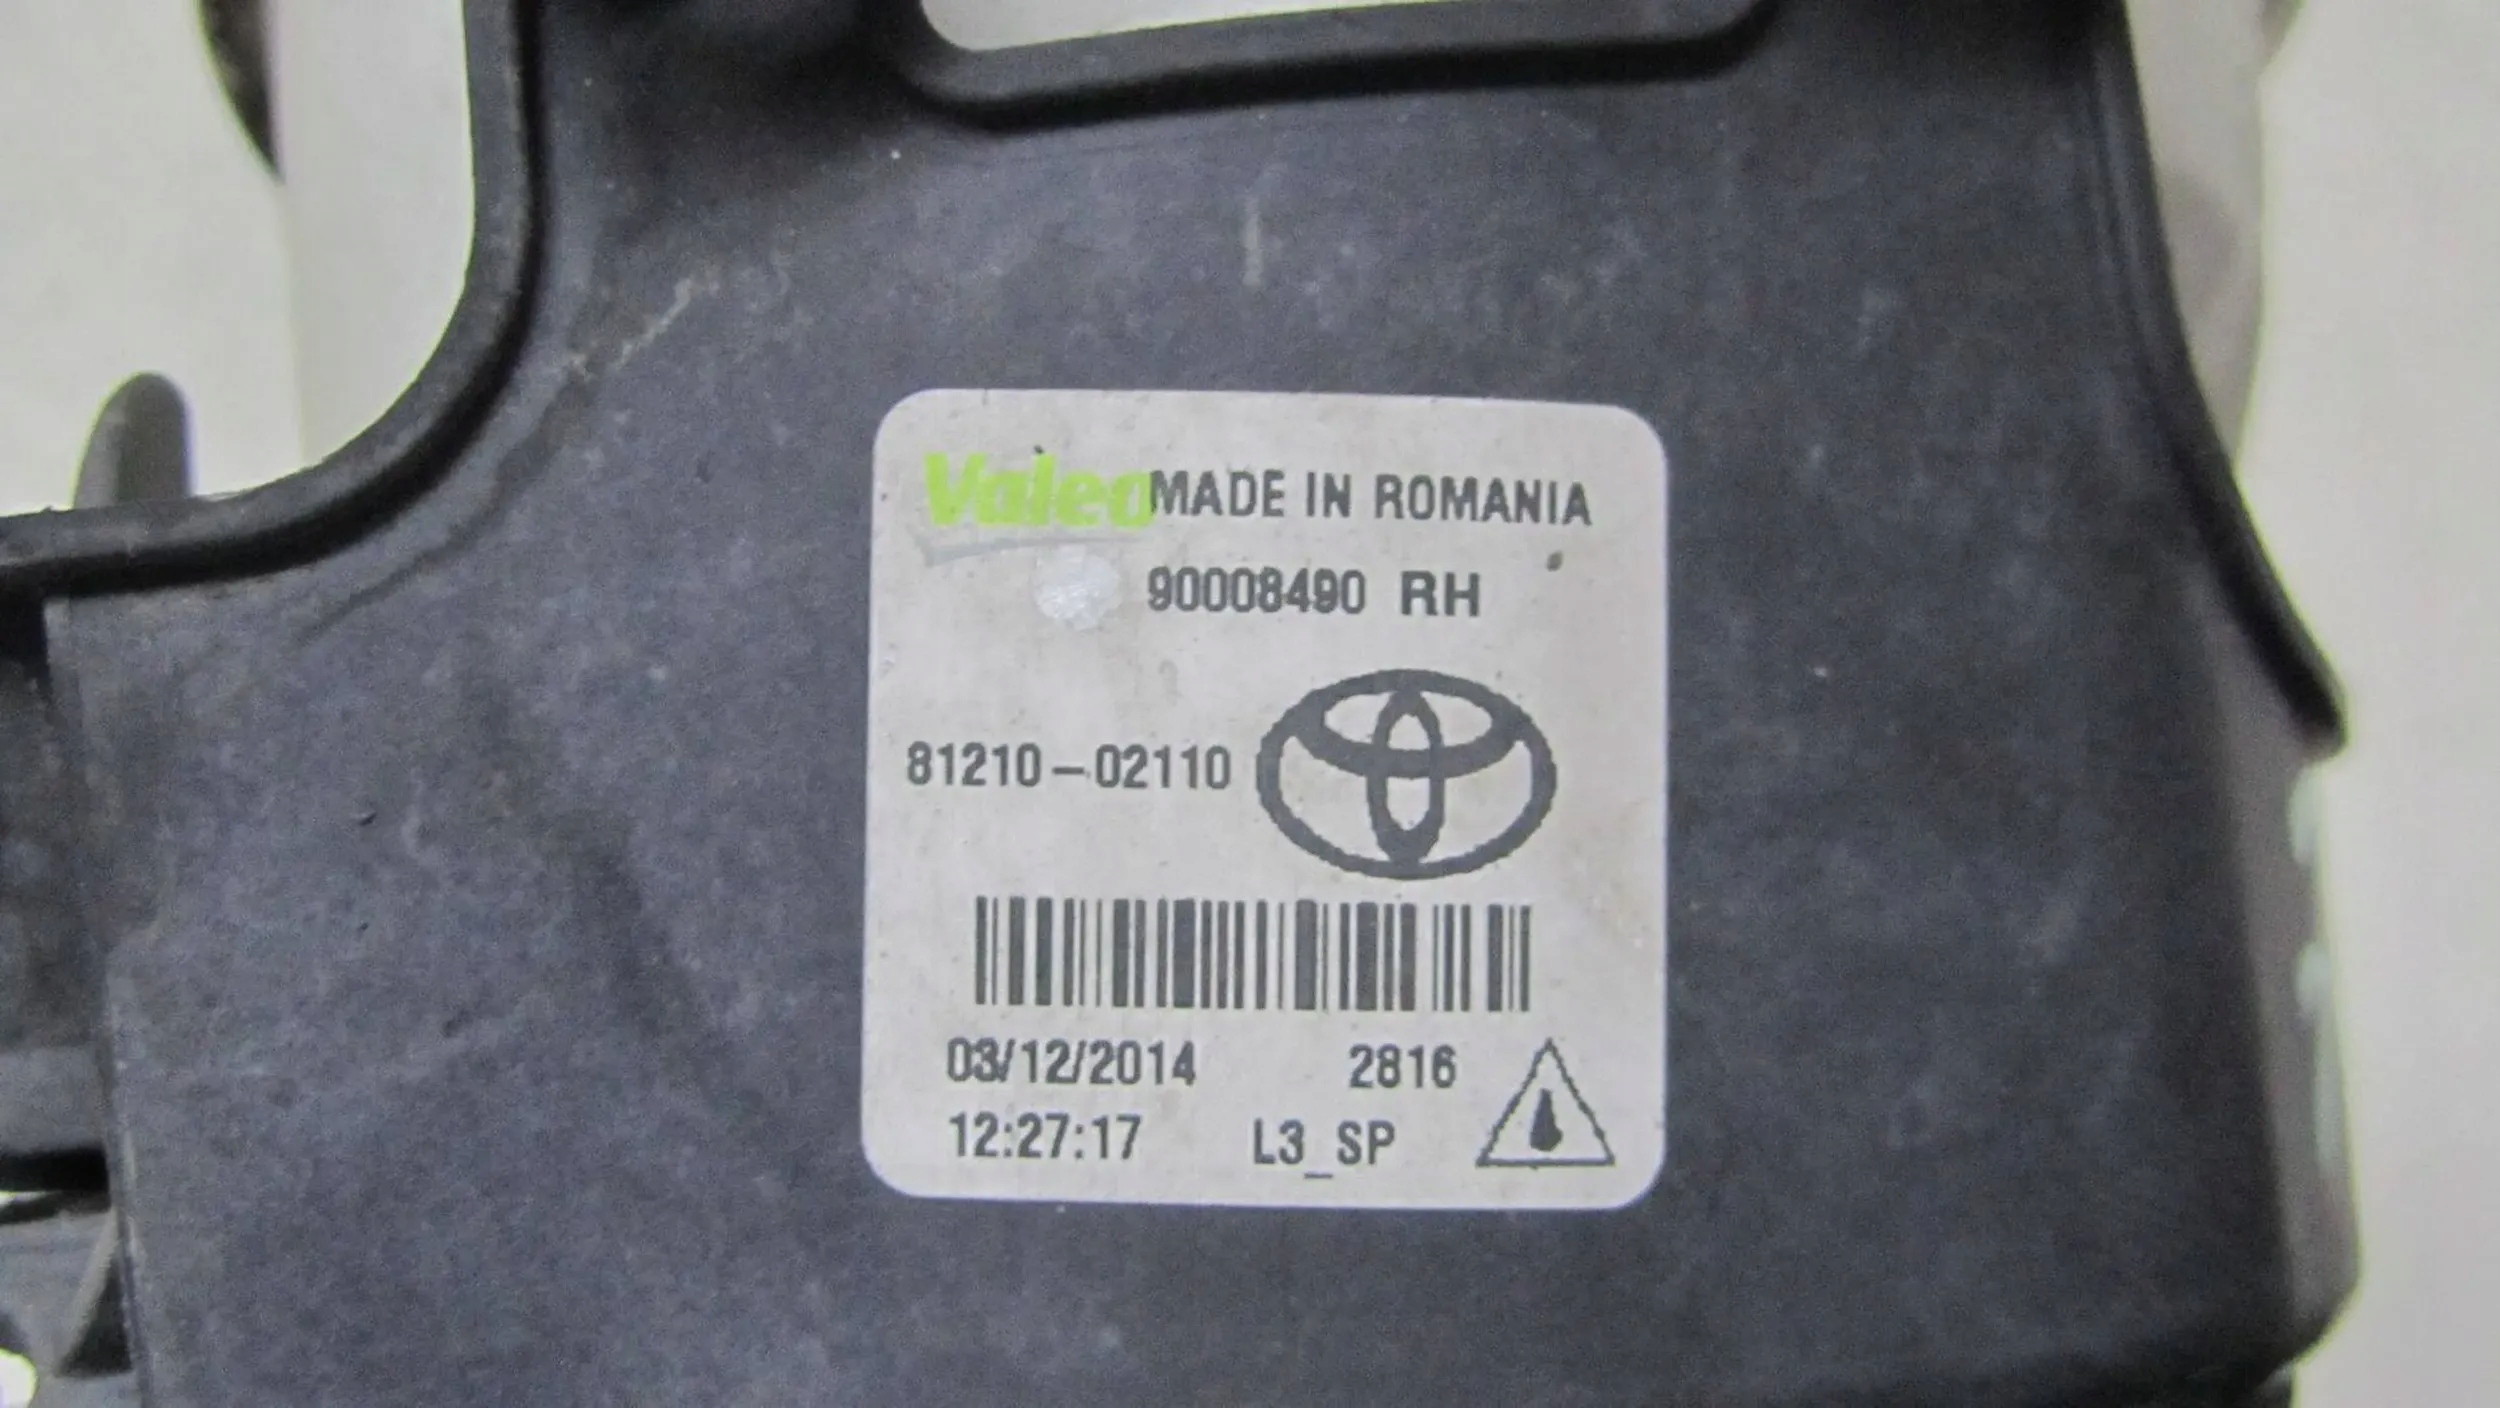 Valeo MADE IN ROMANIA
90008490 RH
81210-02110
03/12/2014 2816
12:27:17 L3_SP